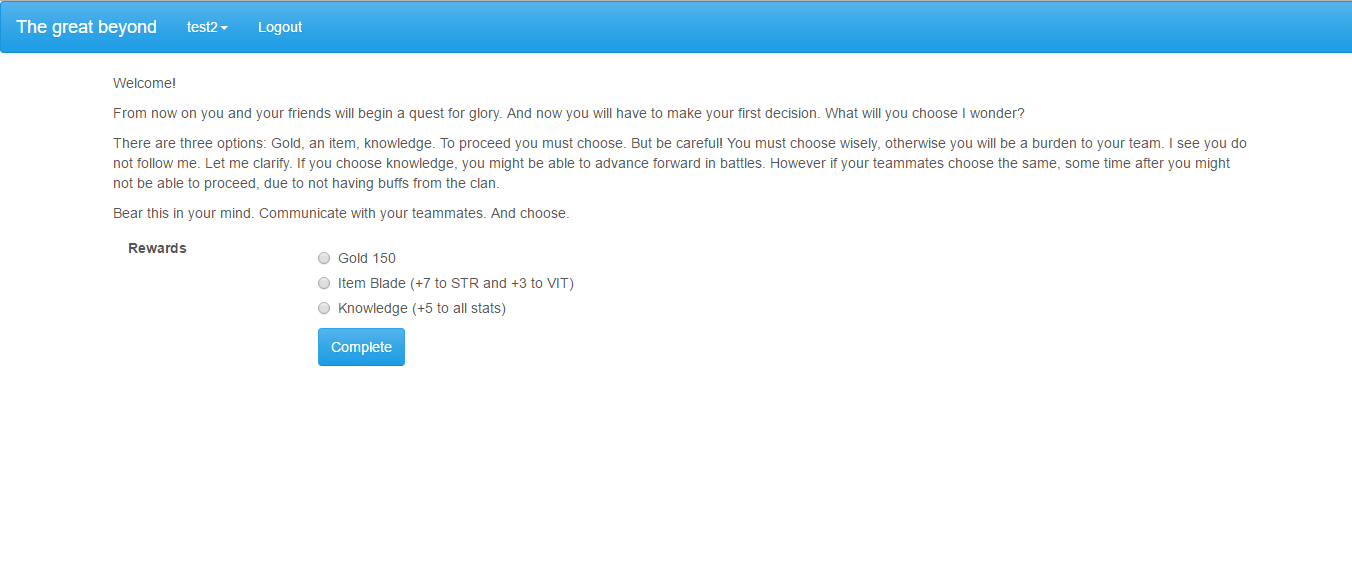 The great beyond test2 Logout
Welcome!
From now on you and your friends will begin a quest for glory. And now you will have to make your first decision. What will you choose I wonder?
There are three options: Gold, an item, knowledge. To proceed you must choose. But be careful! You must choose wisely, otherwise you will be a burden to your team. I see you do
not follow me. Let me clarify. If you choose knowledge, you might be able to advance forward in battles. However if your teammates choose the same, some time after you might
not be able to proceed, due to not having buffs from the clan.
Bear this in your mind. Communicate with your teammates. And choose.
Rewards
Gold 150
Item Blade (+7 to STR and +3 to VIT)
Knowledge (+5 to all stats)
Complete